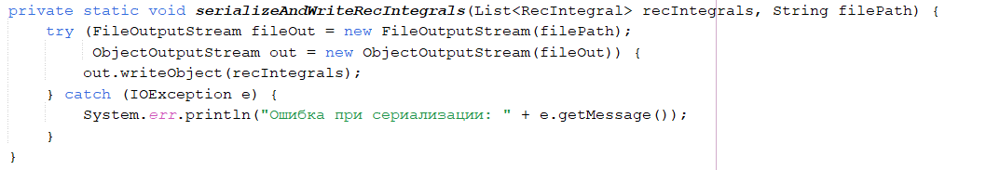 private static void serializeAndWriteRecIntegrals(List<RecIntegral> recIntegrals, String filePath) {
    try (FileOutputStream fileOut = new FileOutputStream(filePath);
         ObjectOutputStream out = new ObjectOutputStream(fileOut)) {
        out.writeObject(recIntegrals);
    } catch (IOException e) {
        System.err.println("Ошибка при сериализации: " + e.getMessage());
    }
}